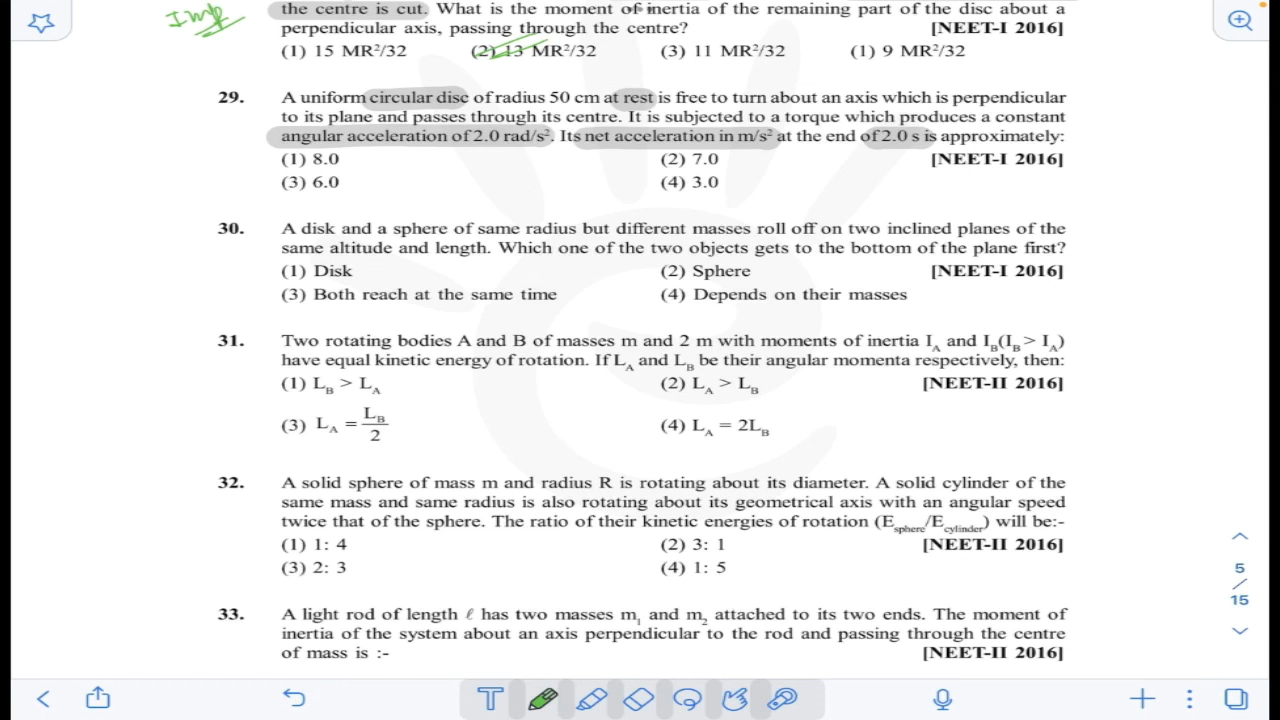 Imp
the centre is cut. What is the moment of inertia of the remaining part of the disc about a
perpendicular axis, passing through the centre? [NEET-I 2016]
(1) 15 MR²/32 (2) 13 MR²/32 (3) 11 MR²/32 (1) 9 MR²/32
29. A uniform circular disc of radius 50 cm at rest is free to turn about an axis which is perpendicular
to its plane and passes through its centre. It is subjected to a torque which produces a constant
angular acceleration of 2.0 rad/s². Its net acceleration in m/s² at the end of 2.0 s is approximately:
(1) 8.0 (2) 7.0 [NEET-I 2016]
(3) 6.0 (4) 3.0
30. A disk and a sphere of same radius but different masses roll off on two inclined planes of the
same altitude and length. Which one of the two objects gets to the bottom of the plane first?
(1) Disk (2) Sphere [NEET-I 2016]
(3) Both reach at the same time (4) Depends on their masses
31. Two rotating bodies A and B of masses m and 2 m with moments of inertia I_A and I_B(I_B > I_A)
have equal kinetic energy of rotation. If L_A and L_B be their angular momenta respectively, then:
(1) L_B > L_A (2) L_A > L_B [NEET-II 2016]
(3) L_A = L_B/2 (4) L_A = 2L_B
32. A solid sphere of mass m and radius R is rotating about its diameter. A solid cylinder of the
same mass and same radius is also rotating about its geometrical axis with an angular speed
twice that of the sphere. The ratio of their kinetic energies of rotation (E_sphere/E_cylinder) will be:-
(1) 1: 4 (2) 3: 1 [NEET-II 2016]
(3) 2: 3 (4) 1: 5
33. A light rod of length ℓ has two masses m₁ and m₂ attached to its two ends. The moment of
inertia of the system about an axis perpendicular to the rod and passing through the centre
of mass is :- [NEET-II 2016]
5
/
15
T